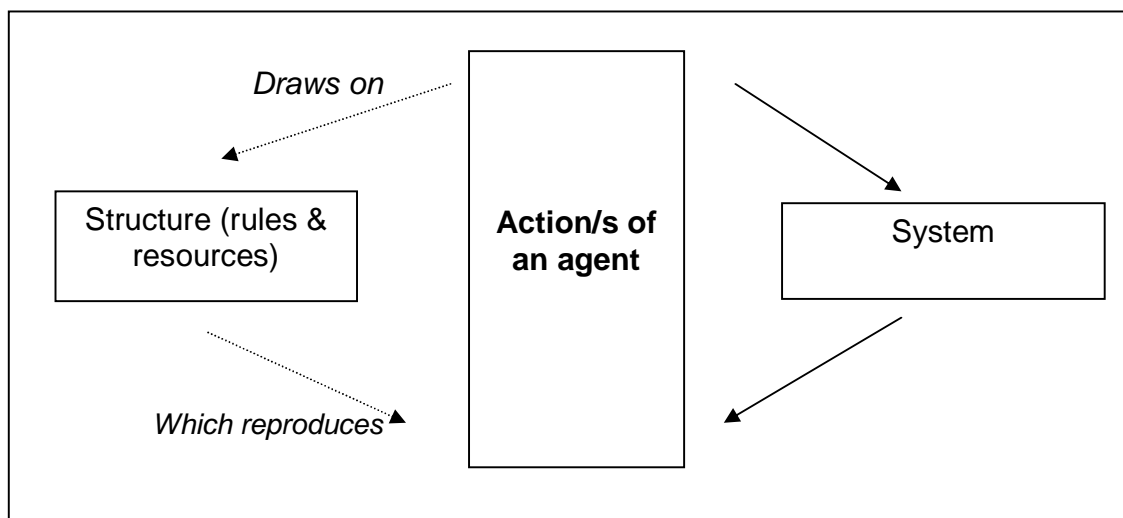 Draws on
Structure (rules &
resources)
Action/s of
an agent
System
Which reproduces